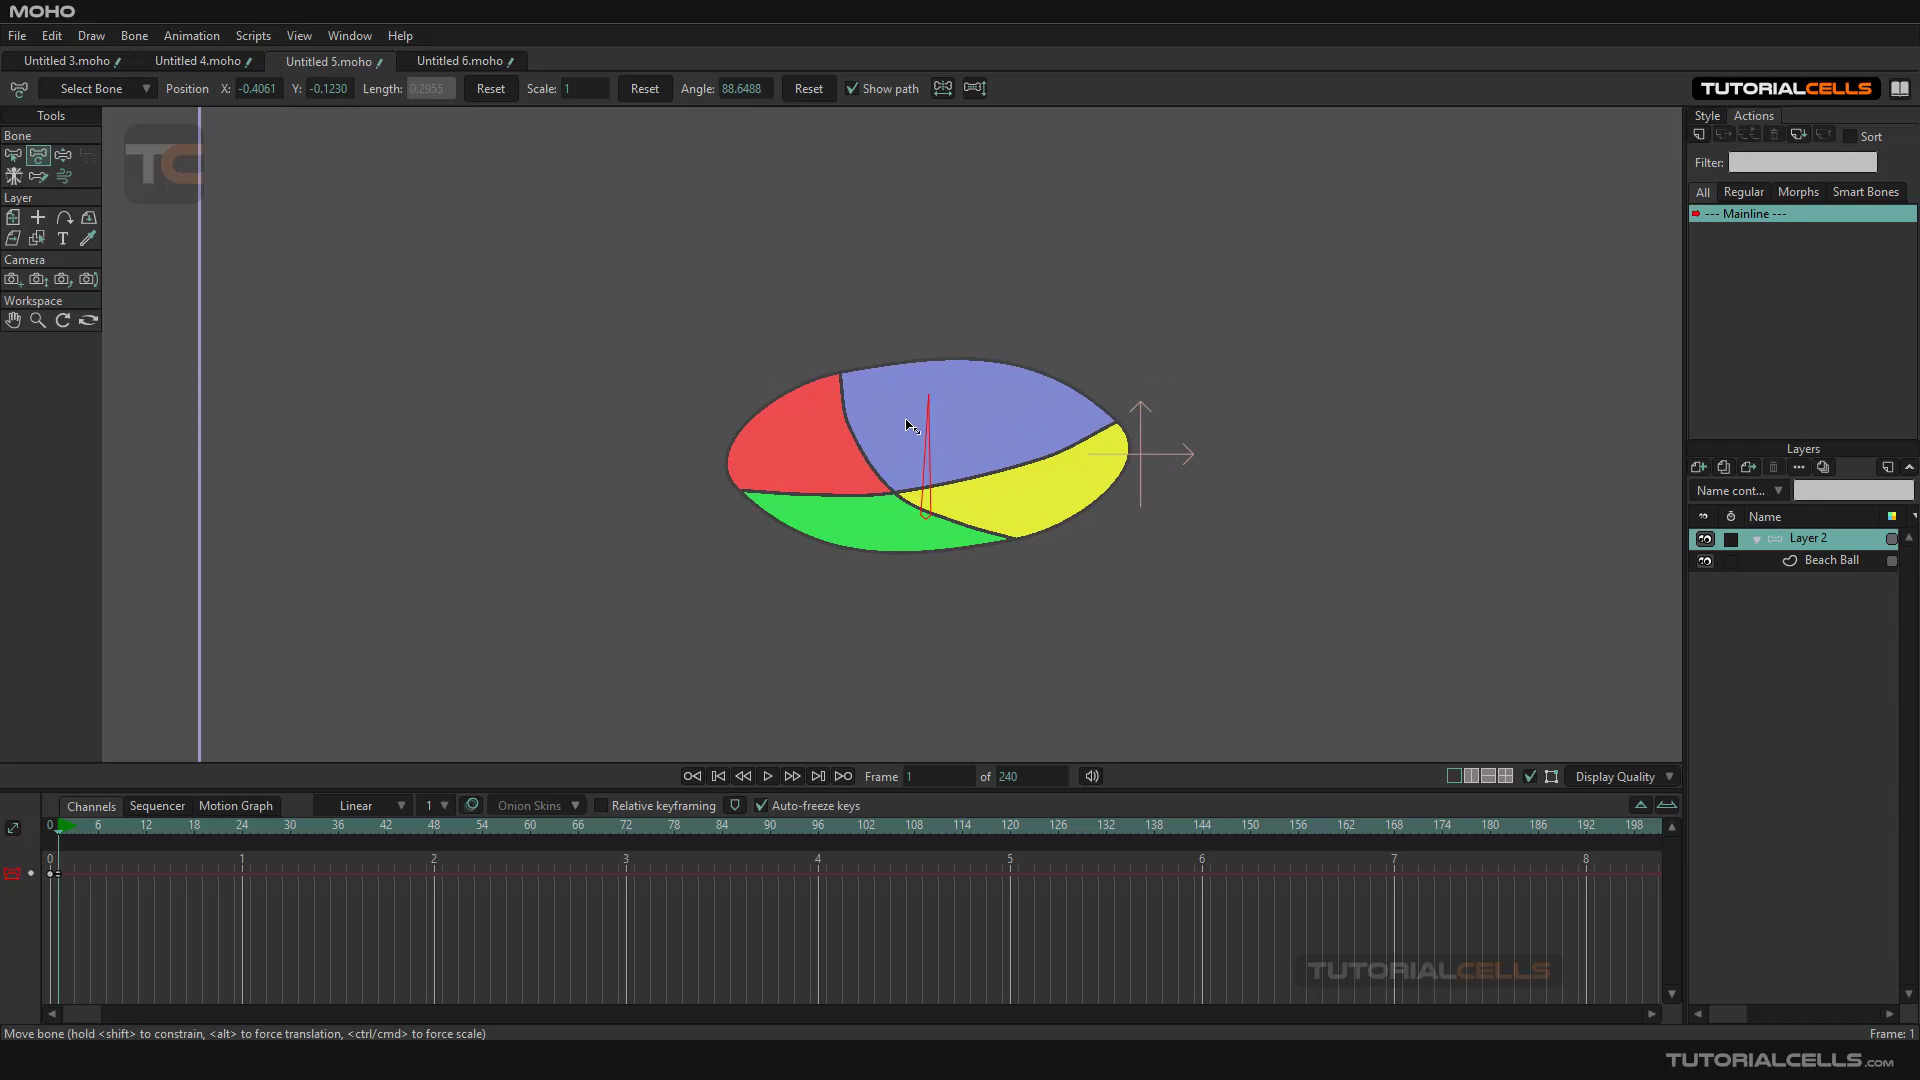 MOHO
File Edit Draw Bone Animation Scripts View Window Help
Untitled 3.moho Untitled 4.moho Untitled 5.moho Untitled 6.moho
Select Bone Position X: -0.4061 Y: -0.1230 Length: 0.2955 Reset Scale: 1 Reset Angle: 88.6488 Reset Show path
TUTORIALCELLS
Tools
Bone
Layer
T
Camera
Workspace
TC
Style Actions
Sort
Filter:
All Regular Morphs Smart Bones
--- Mainline ---
Layers
Name cont...
Name
Layer 2
Beach Ball
Frame 1 of 240 Display Quality
Channels Sequencer Motion Graph Linear 1 Onion Skins Relative keyframing Auto-freeze keys
0 6 12 18 24 30 36 42 48 54 60 66 72 78 84 90 96 102 108 114 120 126 132 138 144 150 156 162 168 174 180 186 192 198
0 1 2 3 4 5 6 7 8
TUTORIALCELLS
Move bone (hold <shift> to constrain, <alt> to force translation, <ctrl/cmd> to force scale) Frame: 1
TUTORIALCELLS.COM